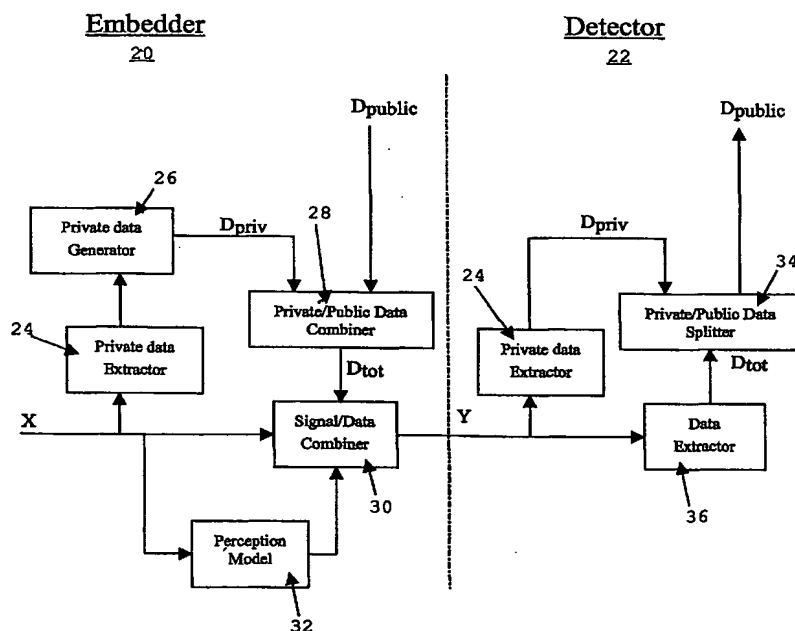 Embedder
20
Detector
22
Dpublic
Dpublic
26
Private data
Generator
Dpriv
28
Private/Public Data
Combiner
24
Private data
Extractor
Dtot
X
Signal/Data
Combiner
30
Perception
Model
32
Dpriv
34
Private/Public Data
Splitter
24
Private data
Extractor
Dtot
Y
Data
Extractor
36